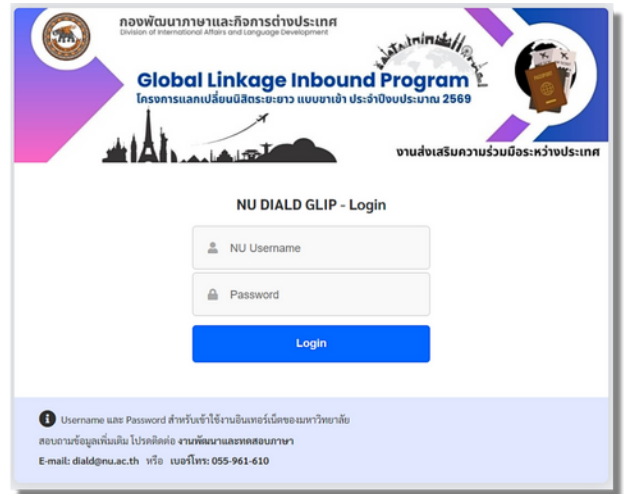 กองพัฒนาภาษาและกิจการต่างประเทศ
Division of International Affairs and Language Development
Global Linkage Inbound Program
โครงการแลกเปลี่ยนนิสิตระยะยาว แบบขาเข้า ประจำปีงบประมาณ 2569
งานส่งเสริมความร่วมมือระหว่างประเทศ
NU DIALD GLIP - Login
NU Username
Password
Login
Username และ Password สำหรับเข้าใช้งานอินเทอร์เน็ตของมหาวิทยาลัย
สอบถามข้อมูลเพิ่มเติม โปรดติดต่อ งานพัฒนาและทดสอบภาษา
E-mail: diald@nu.ac.th หรือ เบอร์โทร: 055-961-610